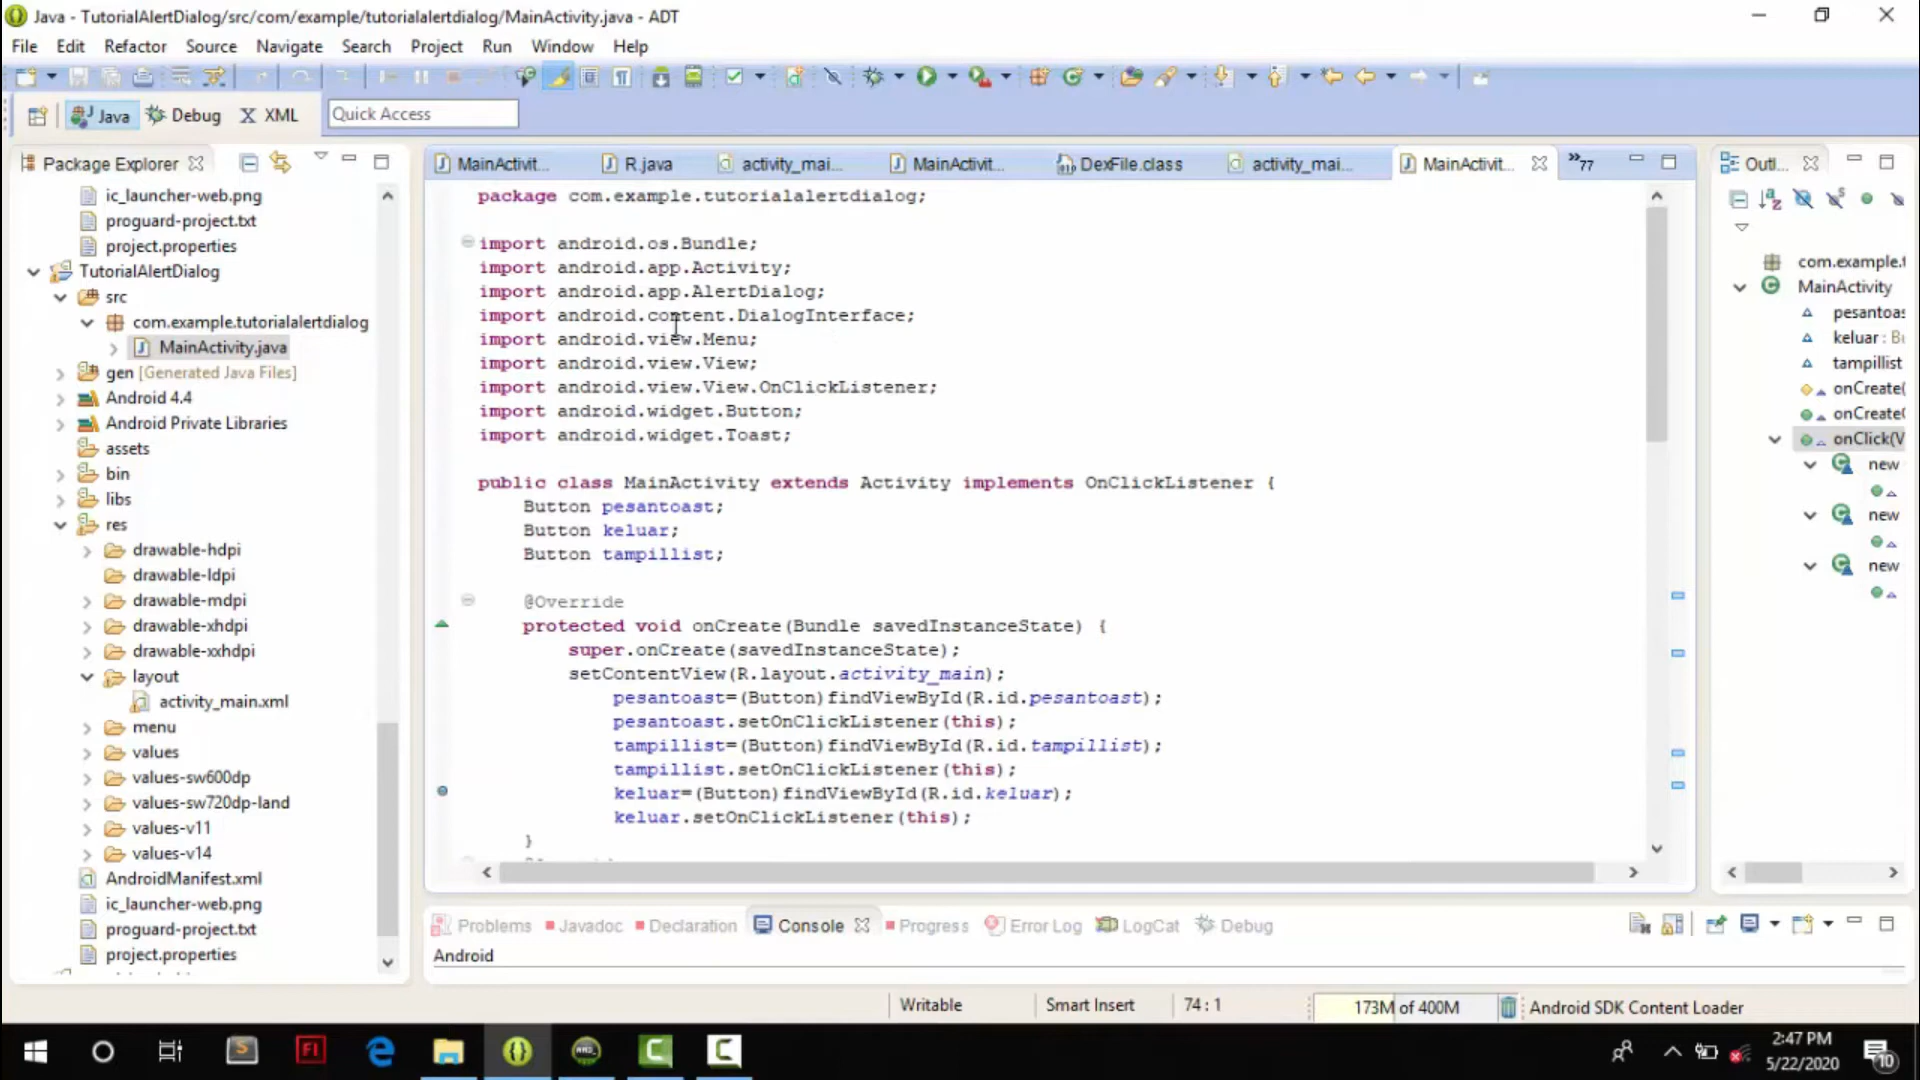 Java - TutorialAlertDialog/src/com/example/tutorialalertdialog/MainActivity.java - ADT
File Edit Refactor Source Navigate Search Project Run Window Help
Java Debug XML Quick Access
Package Explorer
ic_launcher-web.png
proguard-project.txt
project.properties
TutorialAlertDialog
src
com.example.tutorialalertdialog
MainActivity.java
gen [Generated Java Files]
Android 4.4
Android Private Libraries
assets
bin
libs
res
drawable-hdpi
drawable-ldpi
drawable-mdpi
drawable-xhdpi
drawable-xxhdpi
layout
activity_main.xml
menu
values
values-sw600dp
values-sw720dp-land
values-v11
values-v14
AndroidManifest.xml
ic_launcher-web.png
proguard-project.txt
project.properties
MainActivit... R.java activity_mai... MainActivit... DexFile.class activity_mai... MainActivit... »77
package com.example.tutorialalertdialog;
import android.os.Bundle;
import android.app.Activity;
import android.app.AlertDialog;
import android.content.DialogInterface;
import android.view.Menu;
import android.view.View;
import android.view.View.OnClickListener;
import android.widget.Button;
import android.widget.Toast;
public class MainActivity extends Activity implements OnClickListener {
Button pesantoast;
Button keluar;
Button tampillist;
@Override
protected void onCreate(Bundle savedInstanceState) {
super.onCreate(savedInstanceState);
setContentView(R.layout.activity_main);
pesantoast=(Button)findViewById(R.id.pesantoast);
pesantoast.setOnClickListener(this);
tampillist=(Button)findViewById(R.id.tampillist);
tampillist.setOnClickListener(this);
keluar=(Button)findViewById(R.id.keluar);
keluar.setOnClickListener(this);
}
Outl...
com.example.t
MainActivity
pesantoas
keluar : Bu
tampillist
onCreate(
onCreateO
onClick(V
new
new
new
Problems Javadoc Declaration Console Progress Error Log LogCat Debug
Android
Writable Smart Insert 74 : 1 173M of 400M Android SDK Content Loader
2:47 PM
5/22/2020
10